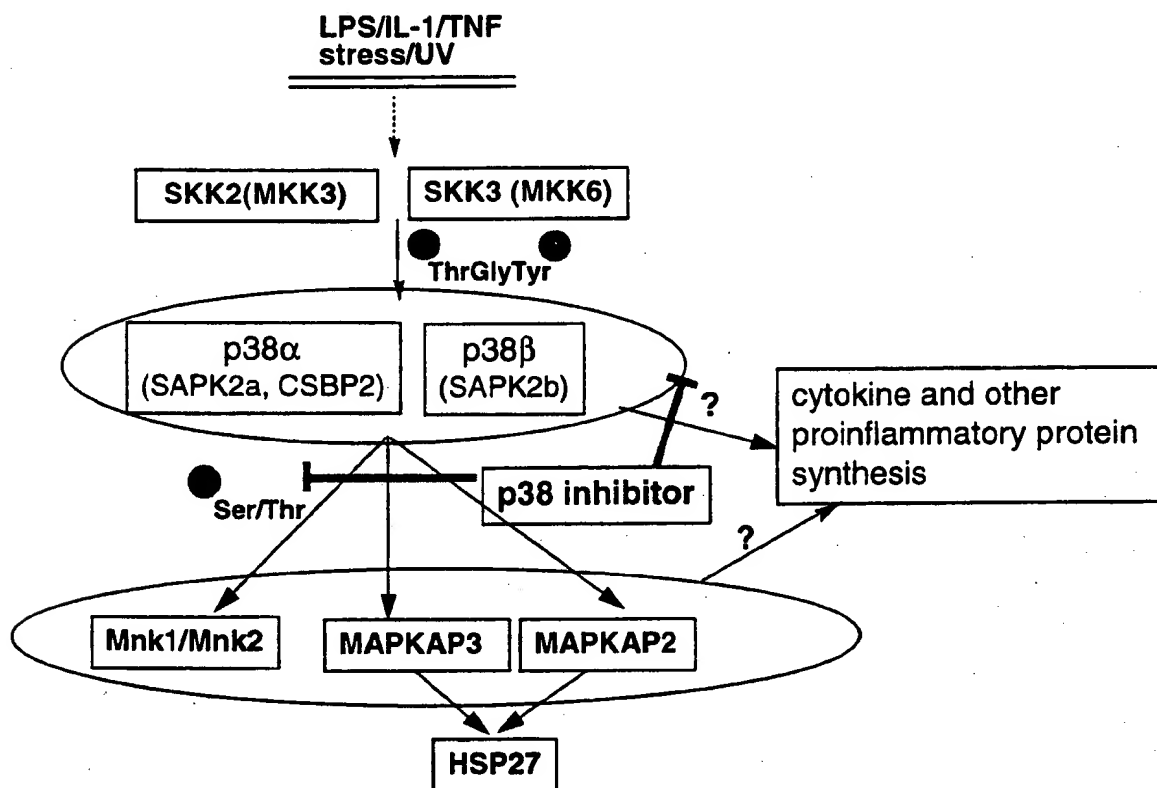 LPS/IL-1/TNF
stress/UV
SKK2(MKK3)
SKK3 (MKK6)
ThrGlyTyr
p38α
(SAPK2a, CSBP2)
p38β
(SAPK2b)
?
cytokine and other
proinflammatory protein
synthesis
p38 inhibitor
Ser/Thr
?
Mnk1/Mnk2
MAPKAP3
MAPKAP2
HSP27